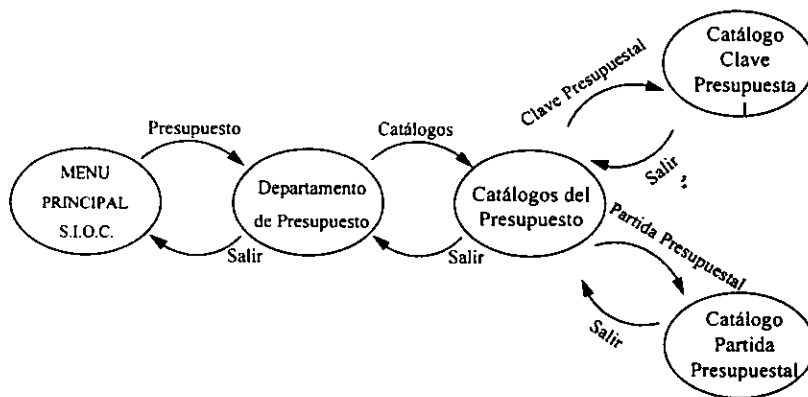 Presupuesto
MENU
PRINCIPAL
S.I.O.C.
Salir
Departamento
de Presupuesto
Catálogos
Salir
Catálogos del
Presupuesto
Clave Presupuestal
Salir
Catálogo
Clave
Presupuesta
l
Partida Presupuestal
Salir
Catálogo
Partida
Presupuestal